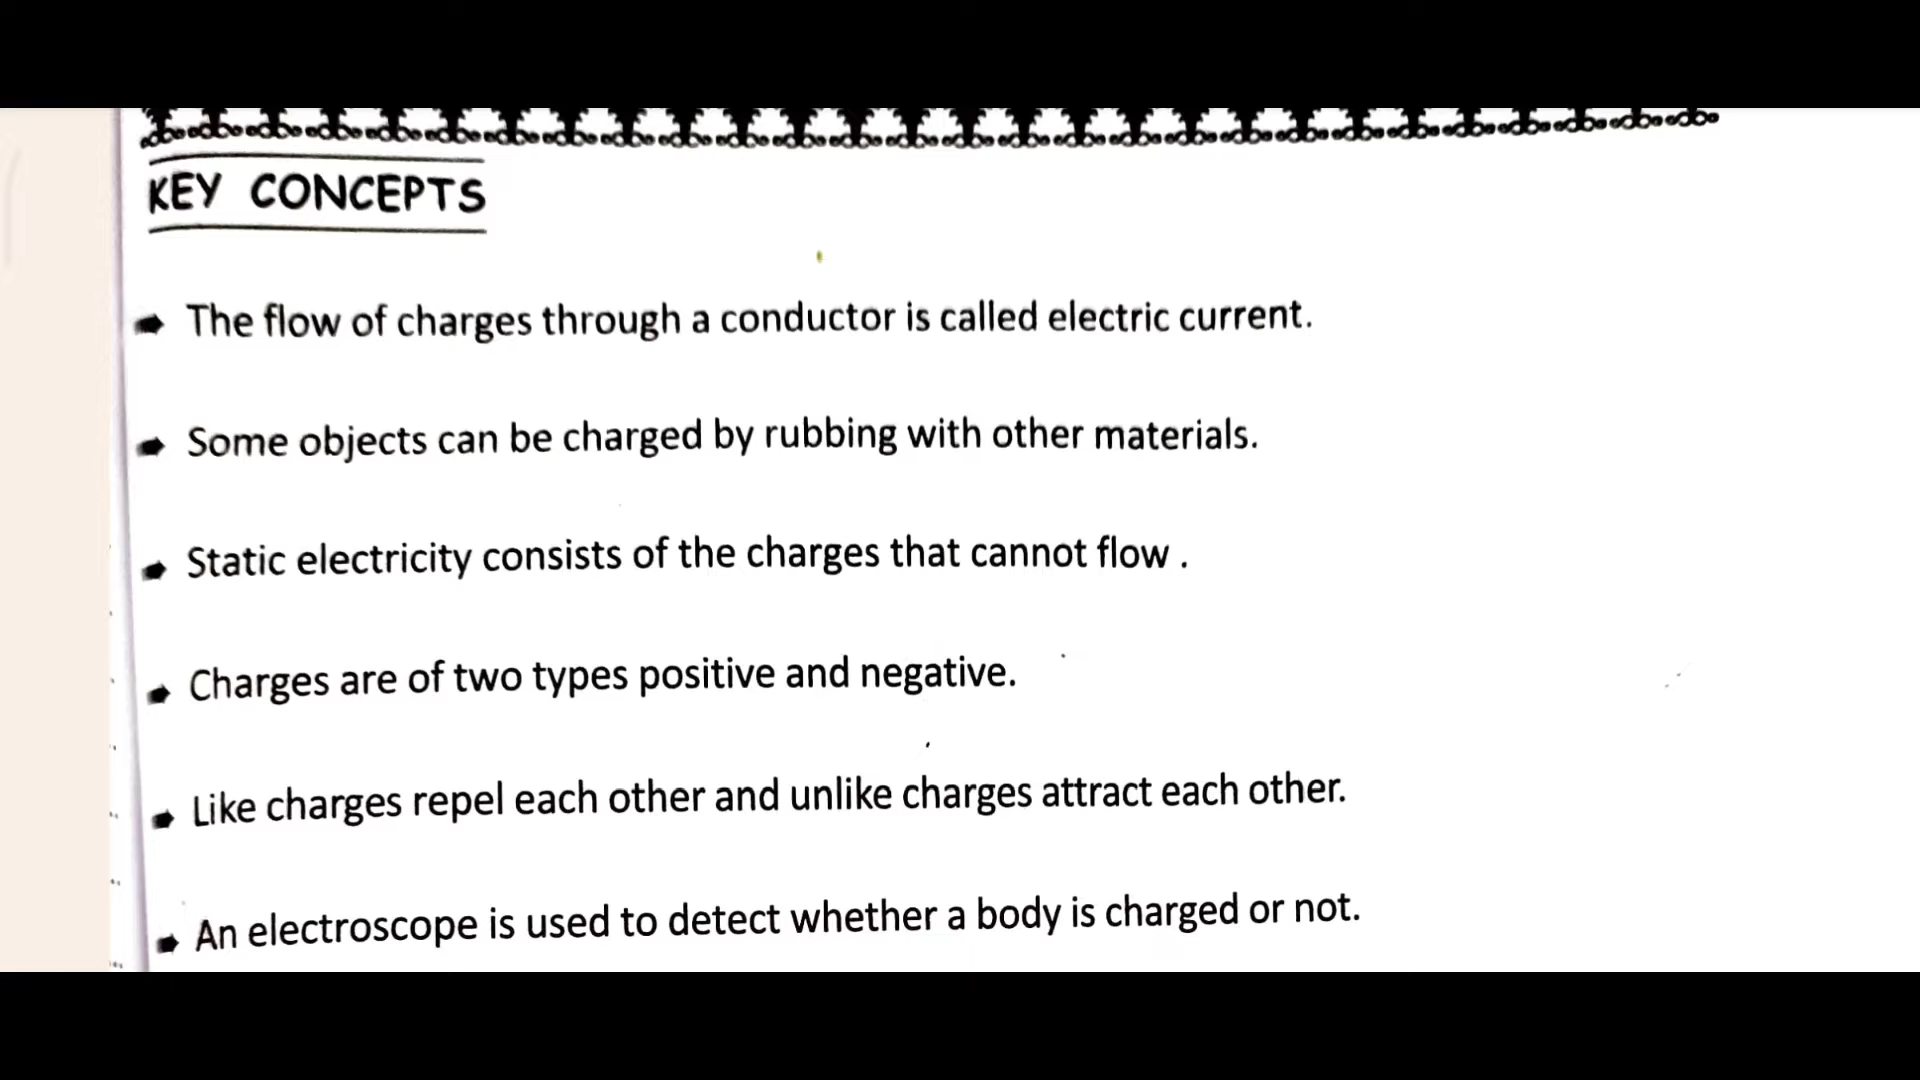 KEY CONCEPTS
The flow of charges through a conductor is called electric current.
Some objects can be charged by rubbing with other materials.
Static electricity consists of the charges that cannot flow .
Charges are of two types positive and negative.
Like charges repel each other and unlike charges attract each other.
An electroscope is used to detect whether a body is charged or not.